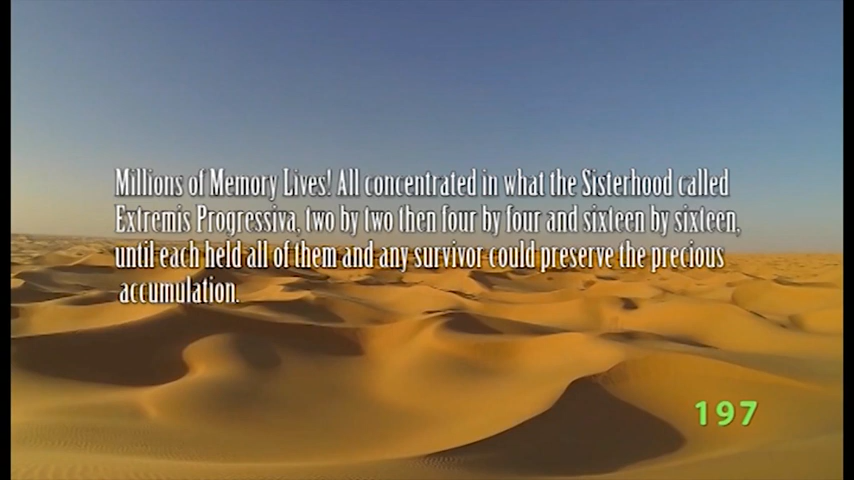 Millions of Memory Lives! All concentrated in what the Sisterhood called
Extremis Progressiva, two by two then four by four and sixteen by sixteen,
until each held all of them and any survivor could preserve the precious
accumulation.
197